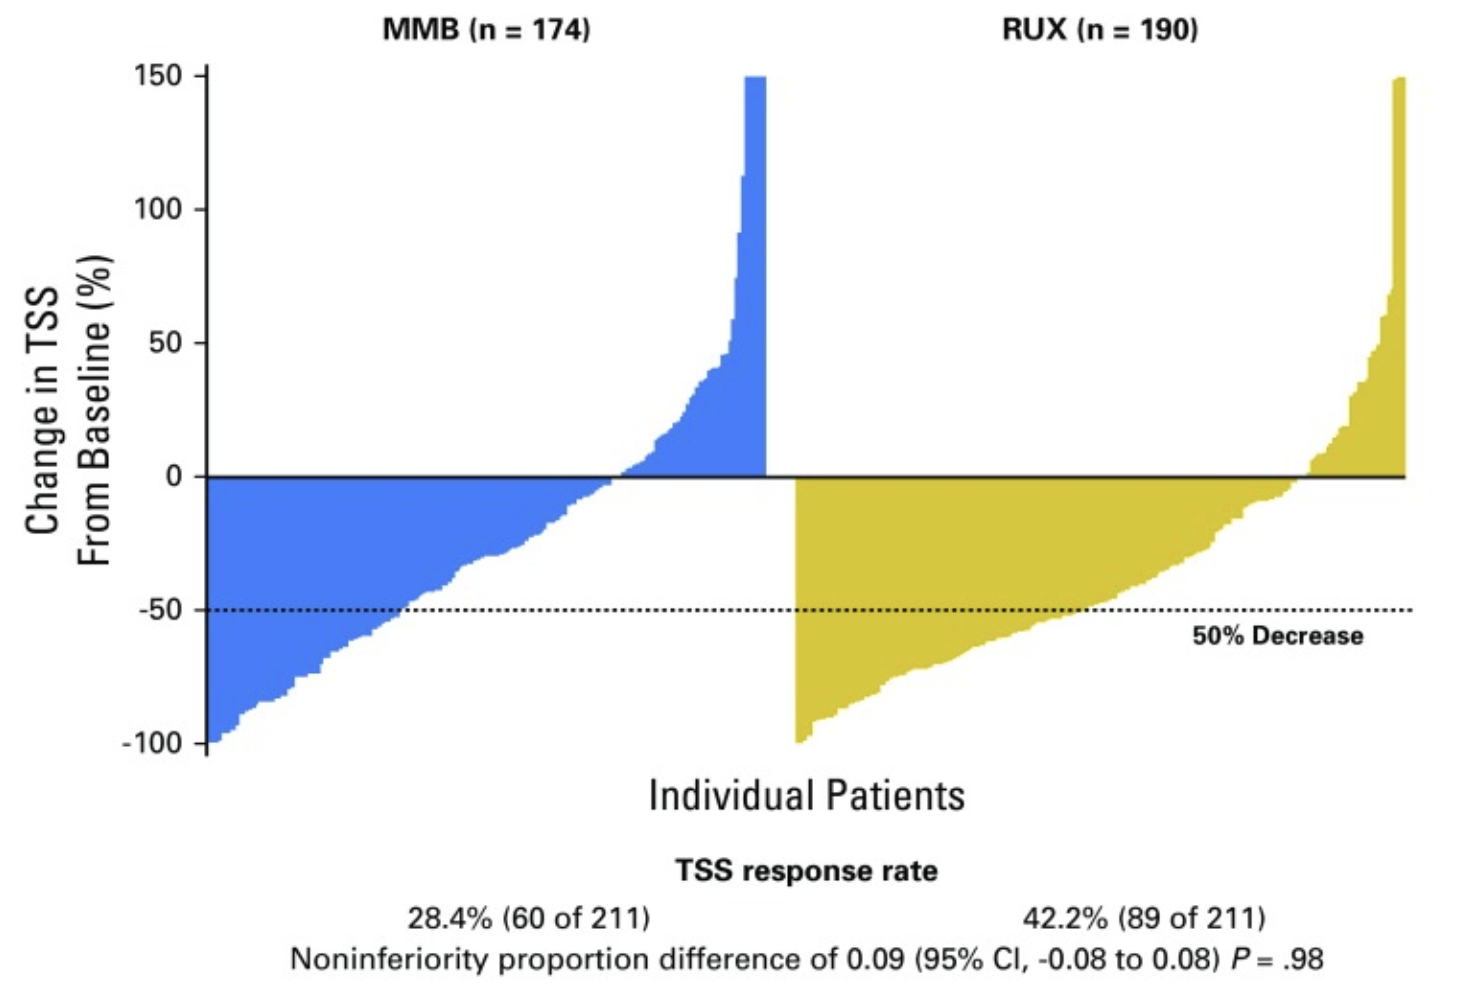 MMB (n = 174)
RUX (n = 190)
Change in TSS
From Baseline (%)
150
100
50
0
-50
-100
50% Decrease
Individual Patients
TSS response rate
28.4% (60 of 211)
42.2% (89 of 211)
Noninferiority proportion difference of 0.09 (95% CI, -0.08 to 0.08) P = .98